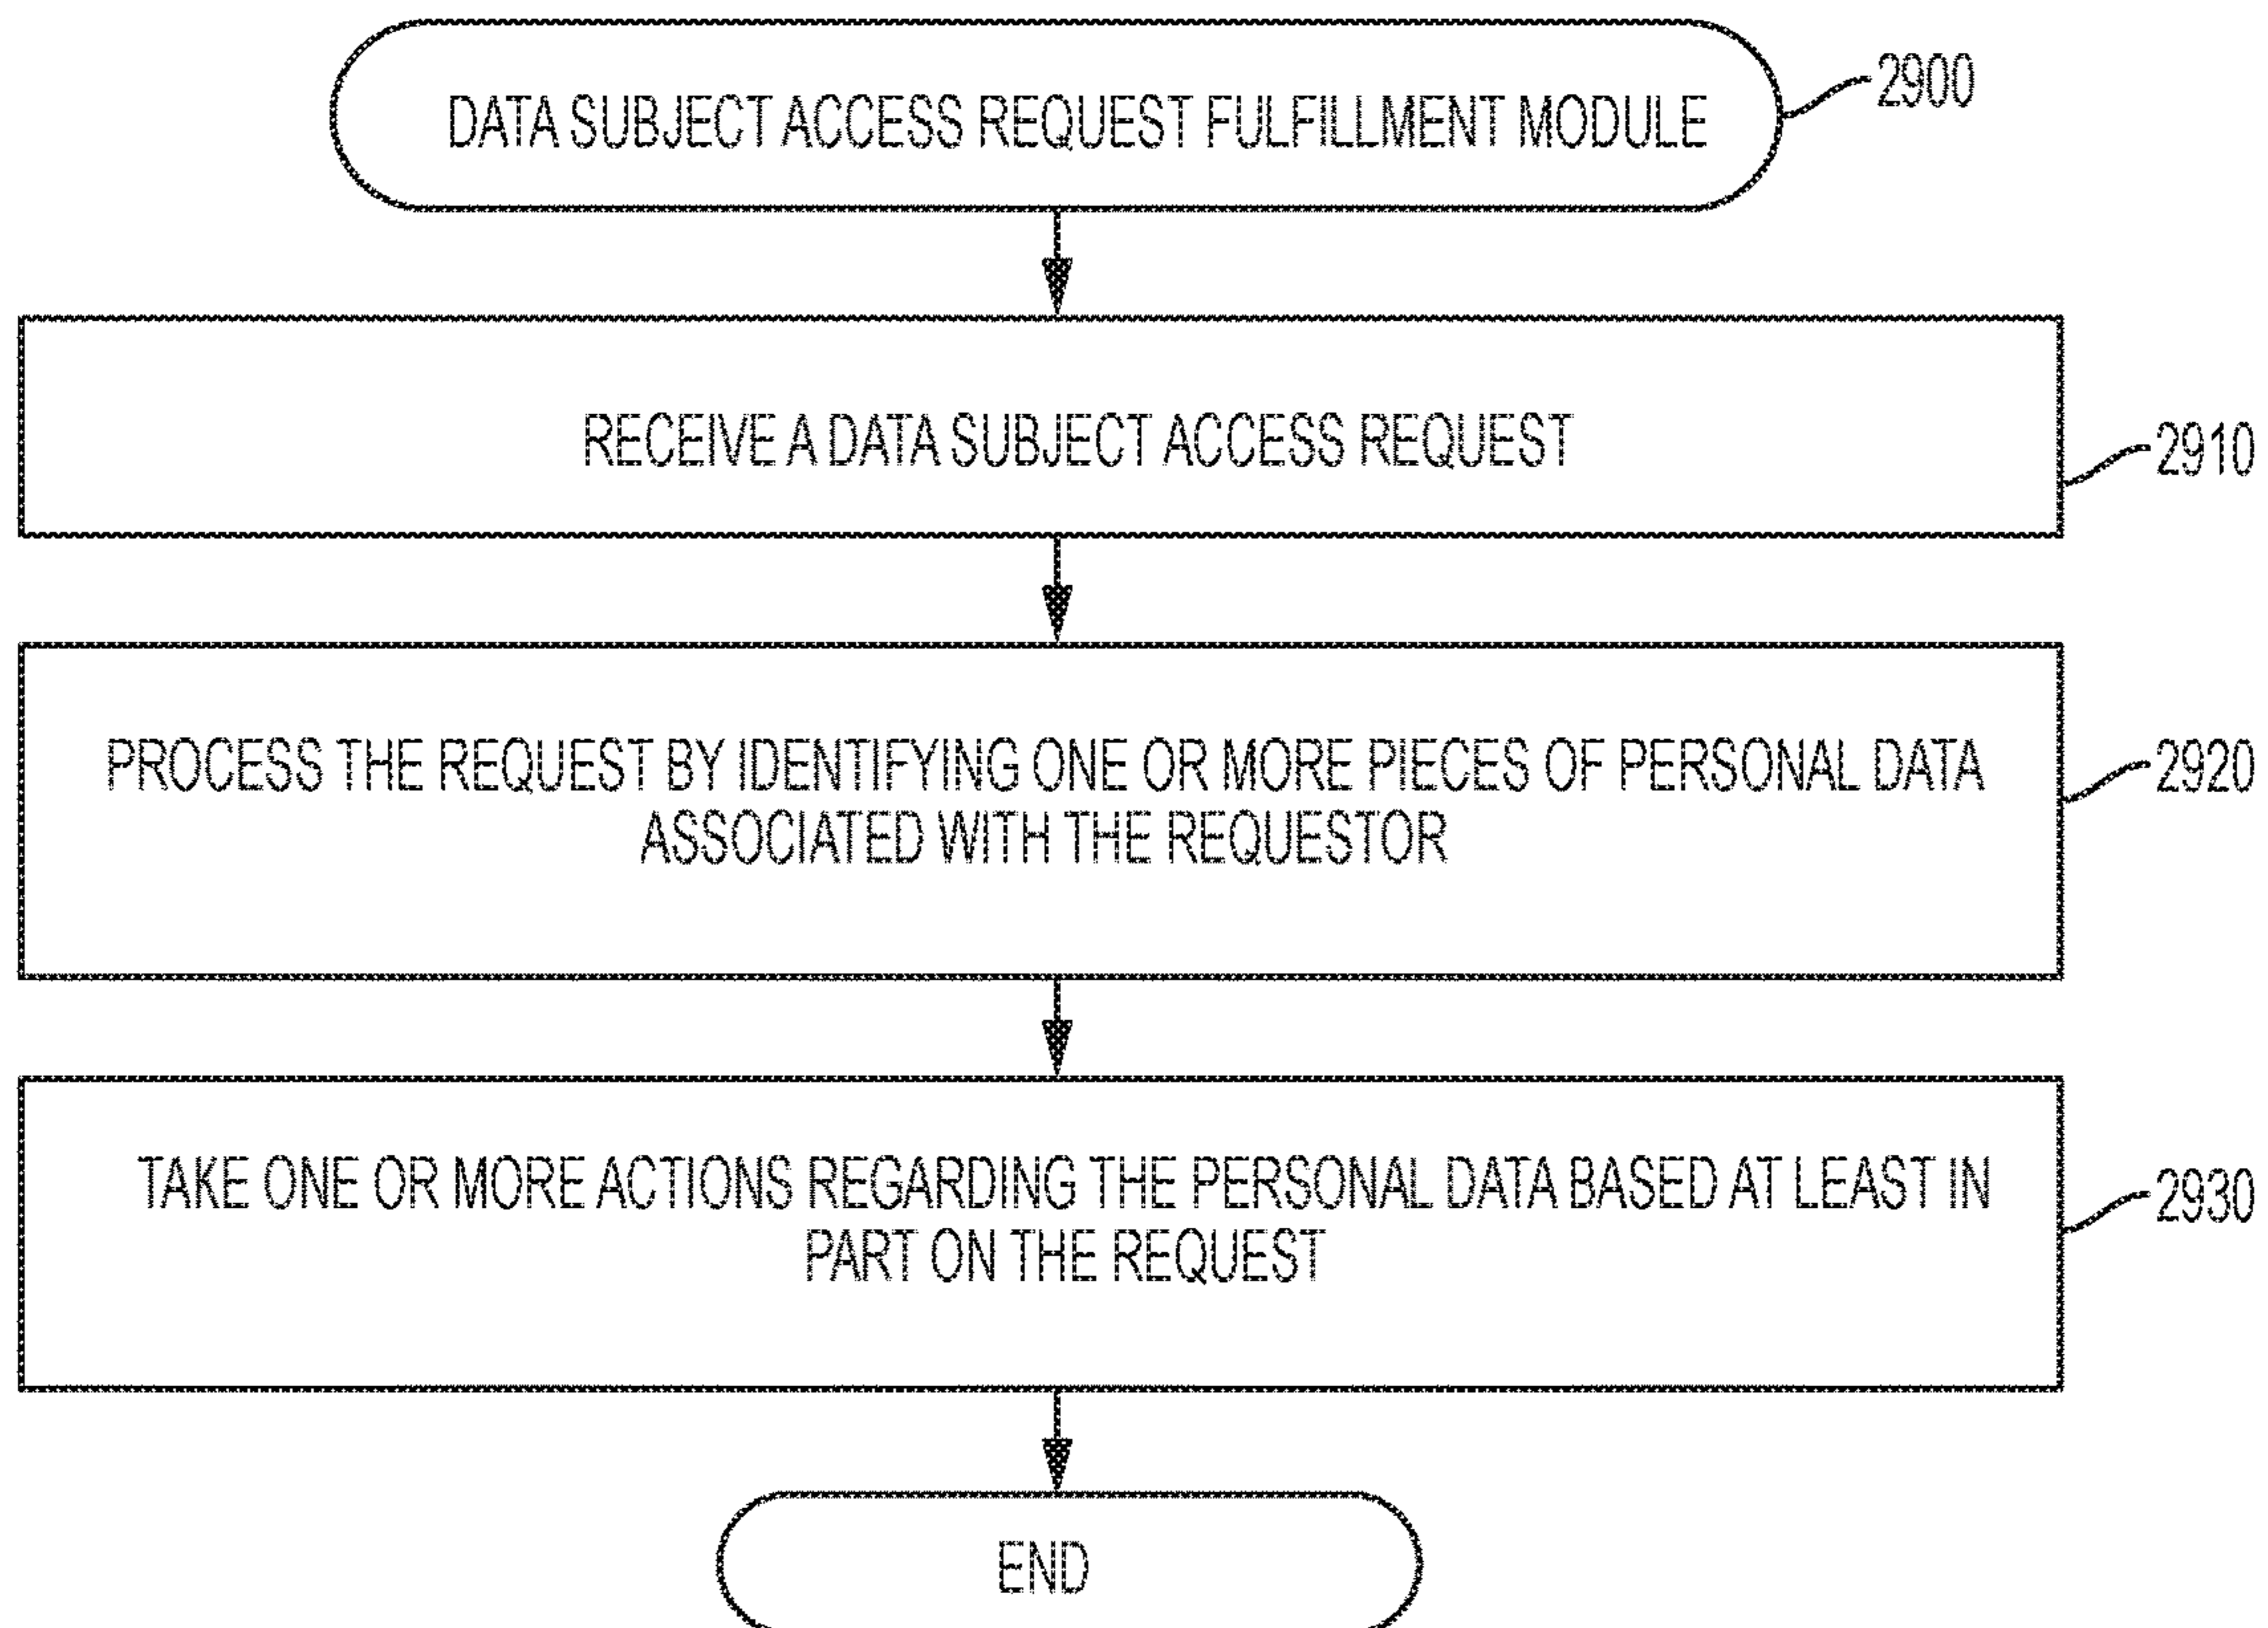 DATA SUBJECT ACCESS REQUEST FULFILLMENT MODULE
2900
RECEIVE A DATA SUBJECT ACCESS REQUEST
2910
PROCESS THE REQUEST BY IDENTIFYING ONE OR MORE PIECES OF PERSONAL DATA
ASSOCIATED WITH THE REQUESTOR
2920
TAKE ONE OR MORE ACTIONS REGARDING THE PERSONAL DATA BASED AT LEAST IN
PART ON THE REQUEST
2930
END